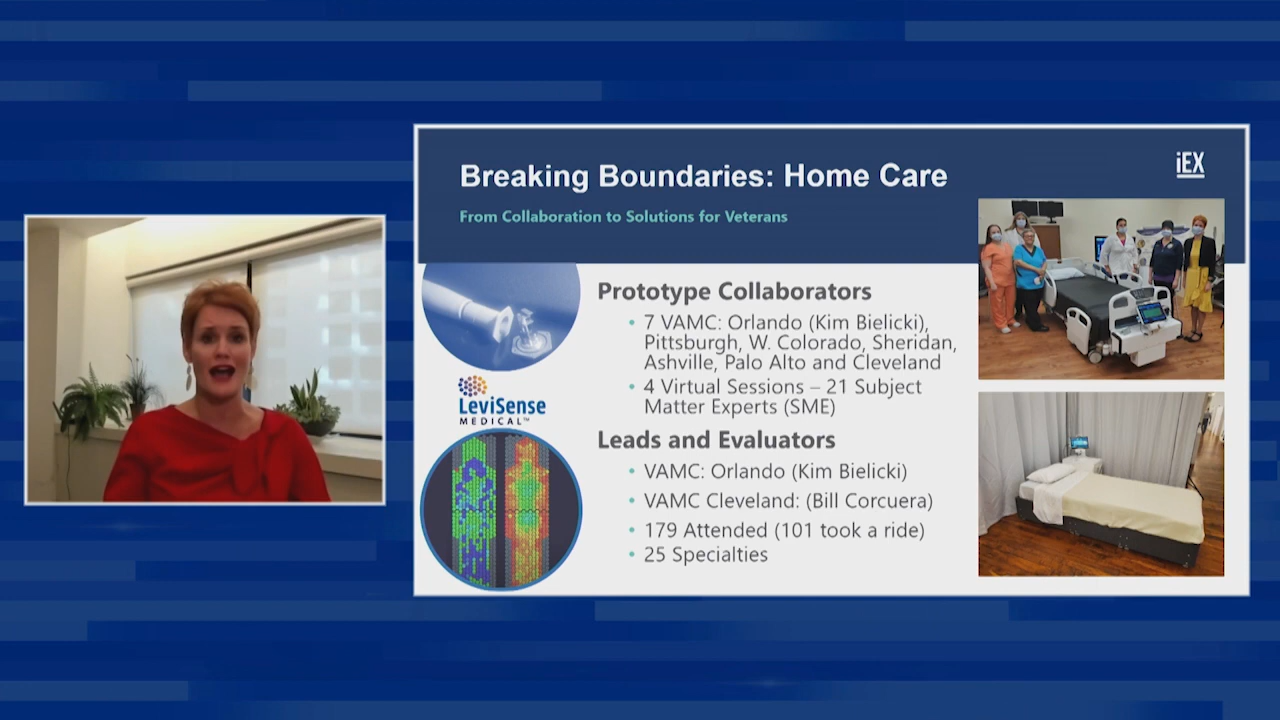 Breaking Boundaries: Home Care
iEX
From Collaboration to Solutions for Veterans
Prototype Collaborators
• 7 VAMC: Orlando (Kim Bielicki),
Pittsburgh, W. Colorado, Sheridan,
Ashville, Palo Alto and Cleveland
• 4 Virtual Sessions – 21 Subject
Matter Experts (SME)
LeviSense
MEDICAL™
Leads and Evaluators
• VAMC: Orlando (Kim Bielicki)
• VAMC Cleveland: (Bill Corcuera)
• 179 Attended (101 took a ride)
• 25 Specialties